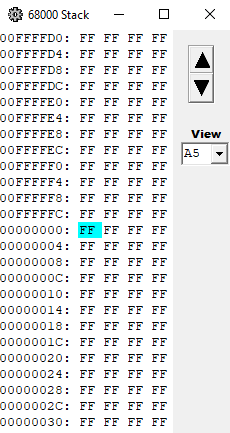 68000 Stack
00FFFFD0: FF FF FF FF
00FFFFD4: FF FF FF FF
00FFFFD8: FF FF FF FF
00FFFFDC: FF FF FF FF
00FFFFE0: FF FF FF FF
00FFFFE4: FF FF FF FF
00FFFFE8: FF FF FF FF
00FFFFEC: FF FF FF FF
00FFFFF0: FF FF FF FF
00FFFFF4: FF FF FF FF
00FFFFF8: FF FF FF FF
00FFFFFC: FF FF FF FF
00000000: FF FF FF FF
00000004: FF FF FF FF
00000008: FF FF FF FF
0000000C: FF FF FF FF
00000010: FF FF FF FF
00000014: FF FF FF FF
00000018: FF FF FF FF
0000001C: FF FF FF FF
00000020: FF FF FF FF
00000024: FF FF FF FF
00000028: FF FF FF FF
0000002C: FF FF FF FF
00000030: FF FF FF FF
View
A5